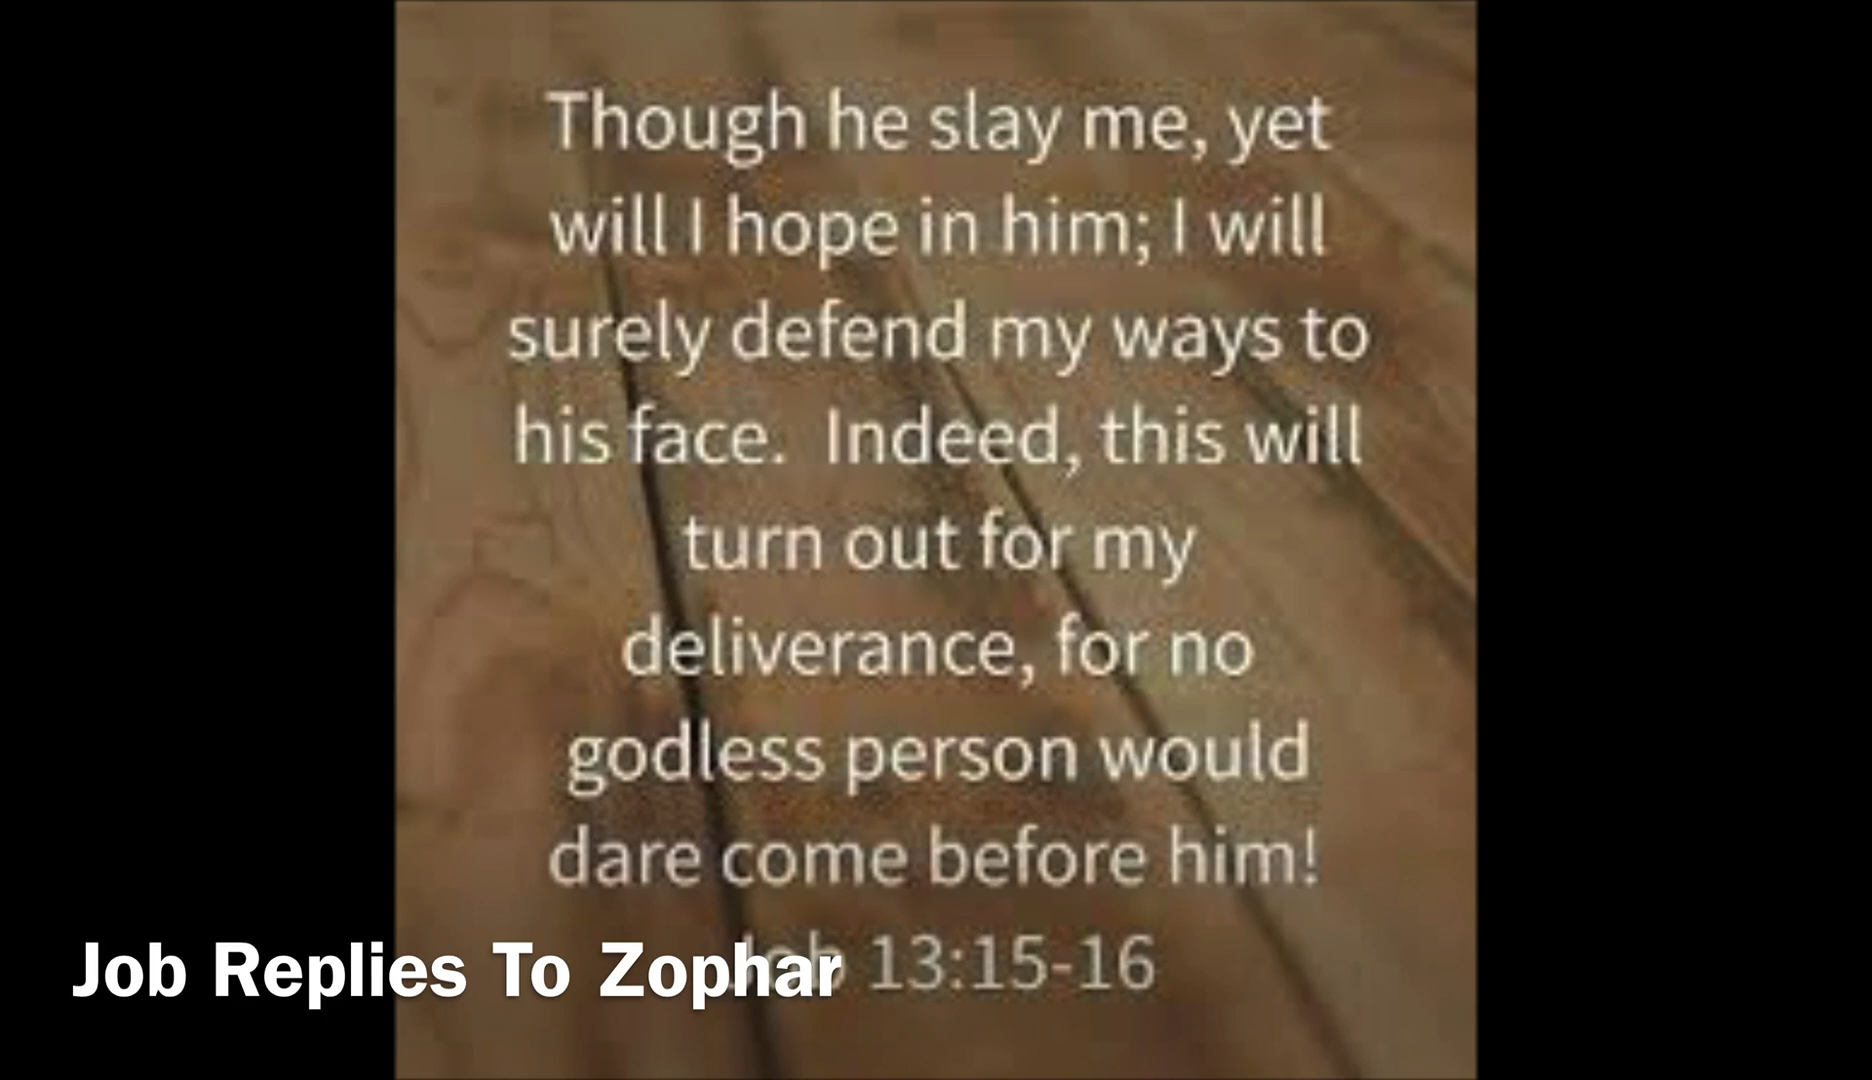 Though he slay me, yet
will I hope in him; I will
surely defend my ways to
his face. Indeed, this will
turn out for my
deliverance, for no
godless person would
dare come before him!
Job 13:15-16
Job Replies To Zophar